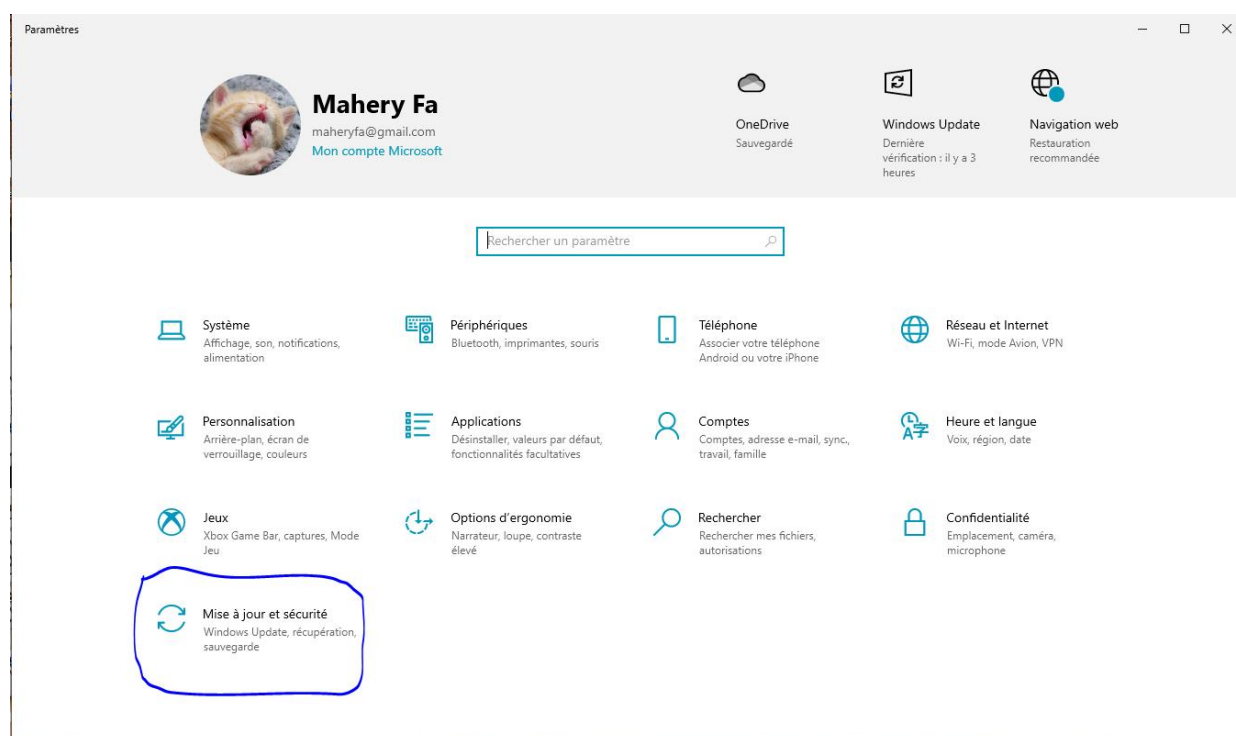 Paramètres
Mahery Fa
maheryfa@gmail.com
Mon compte Microsoft
OneDrive
Sauvegardé
Windows Update
Dernière
vérification : il y a 3
heures
Navigation web
Restauration
recommandée
Rechercher un paramètre
Système
Affichage, son, notifications,
alimentation
Périphériques
Bluetooth, imprimantes, souris
Téléphone
Associer votre téléphone
Android ou votre iPhone
Réseau et Internet
Wi-Fi, mode Avion, VPN
Personnalisation
Arrière-plan, écran de
verrouillage, couleurs
Applications
Désinstaller, valeurs par défaut,
fonctionnalités facultatives
Comptes
Comptes, adresse e-mail, sync.,
travail, famille
Heure et langue
Voix, région, date
Jeux
Xbox Game Bar, captures, Mode
Jeu
Options d'ergonomie
Narrateur, loupe, contraste
élevé
Rechercher
Rechercher mes fichiers,
autorisations
Confidentialité
Emplacement, caméra,
microphone
Mise à jour et sécurité
Windows Update, récupération,
sauvegarde